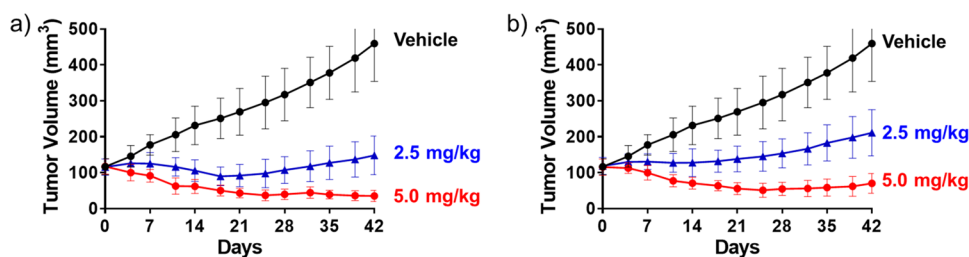 a)
Tumor Volume (mm³)
500
400
300
200
100
0
0 7 14 21 28 35 42
Days
Vehicle
2.5 mg/kg
5.0 mg/kg
b)
Tumor Volume (mm³)
500
400
300
200
100
0
0 7 14 21 28 35 42
Days
Vehicle
2.5 mg/kg
5.0 mg/kg